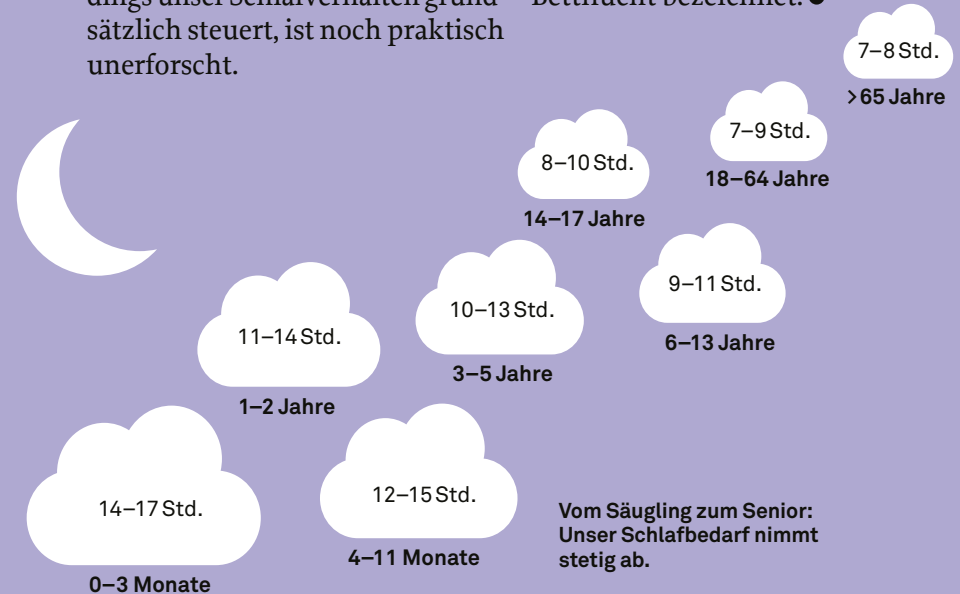 sätzlich steuert, ist noch praktisch
unerforscht.
7–8 Std.
>65 Jahre
7–9 Std.
18–64 Jahre
8–10 Std.
14–17 Jahre
9–11 Std.
6–13 Jahre
10–13 Std.
3–5 Jahre
11–14 Std.
1–2 Jahre
12–15 Std.
4–11 Monate
14–17 Std.
0–3 Monate
Vom Säugling zum Senior:
Unser Schlafbedarf nimmt
stetig ab.